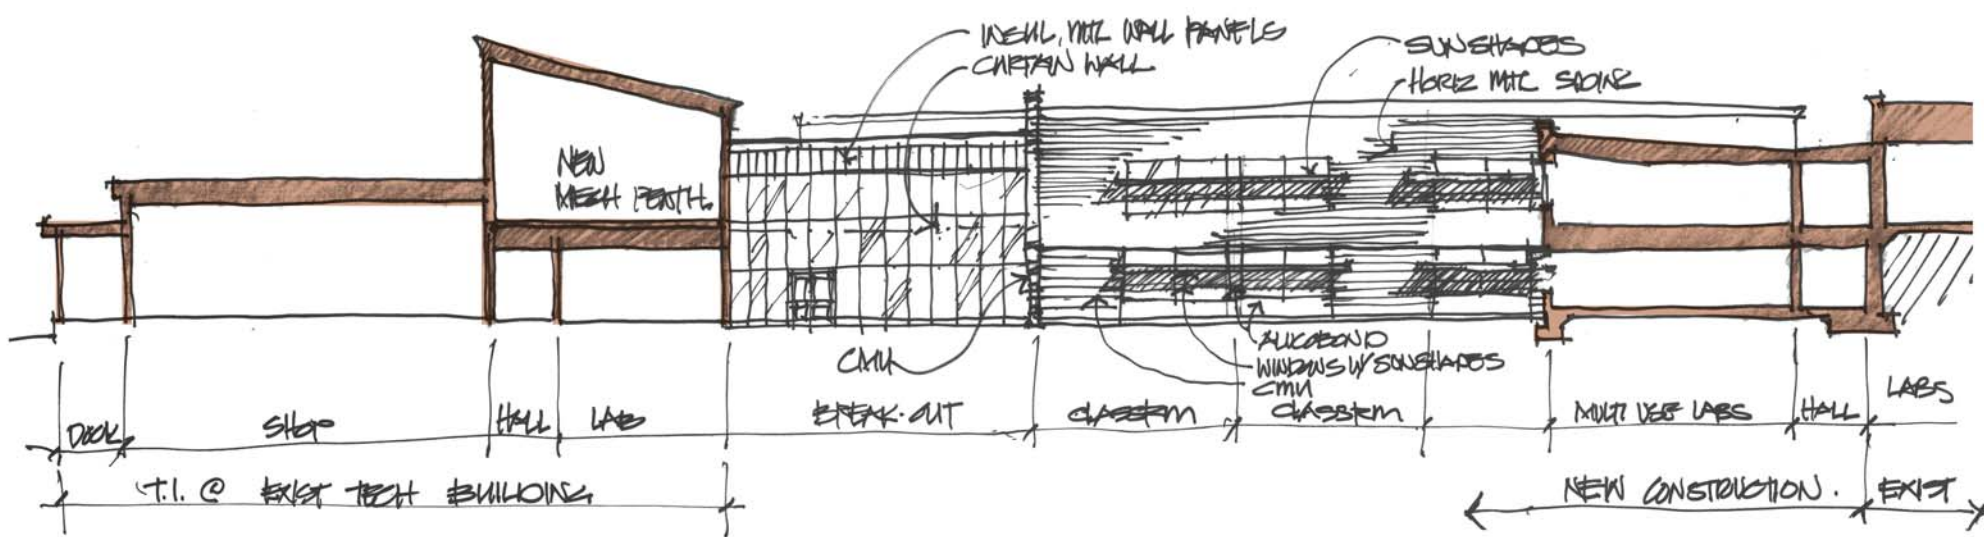 INSUL. MTL WALL PANELS
CURTAIN WALL
SUNSHADES
HORIZ MTL SIDING
NEW
MECH PENTH.
CMU
ALUCOBOND
WINDOWS W/ SUNSHADES
CMU
DOCK
SHOP
HALL
LAB
BREAK-OUT
CLASSRM
CLASSRM
MULTI USE LABS
HALL
LABS
T.I. @ EXIST TECH BUILDING
NEW CONSTRUCTION.
EXIST